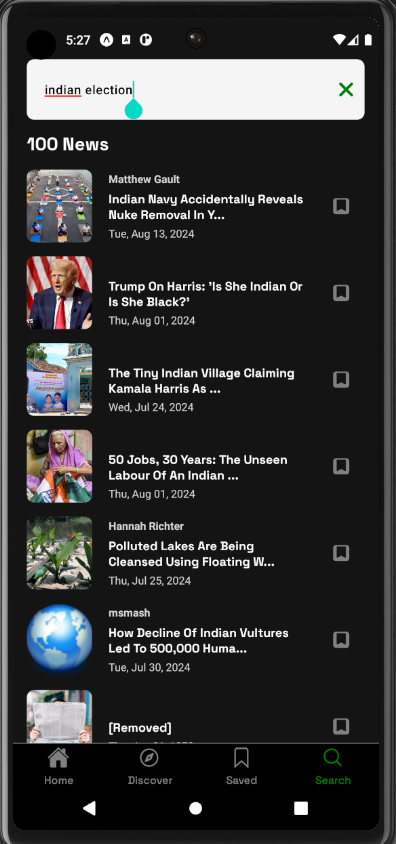 5:27
indian election
100 News
Matthew Gault
Indian Navy Accidentally Reveals
Nuke Removal In Y...
Tue, Aug 13, 2024
Trump On Harris: 'Is She Indian Or
Is She Black?'
Thu, Aug 01, 2024
The Tiny Indian Village Claiming
Kamala Harris As ...
Wed, Jul 24, 2024
50 Jobs, 30 Years: The Unseen
Labour Of An Indian ...
Thu, Aug 01, 2024
Hannah Richter
Polluted Lakes Are Being
Cleansed Using Floating W...
Thu, Jul 25, 2024
msmash
How Decline Of Indian Vultures
Led To 500,000 Huma...
Tue, Jul 30, 2024
[Removed]
Home Discover Saved Search